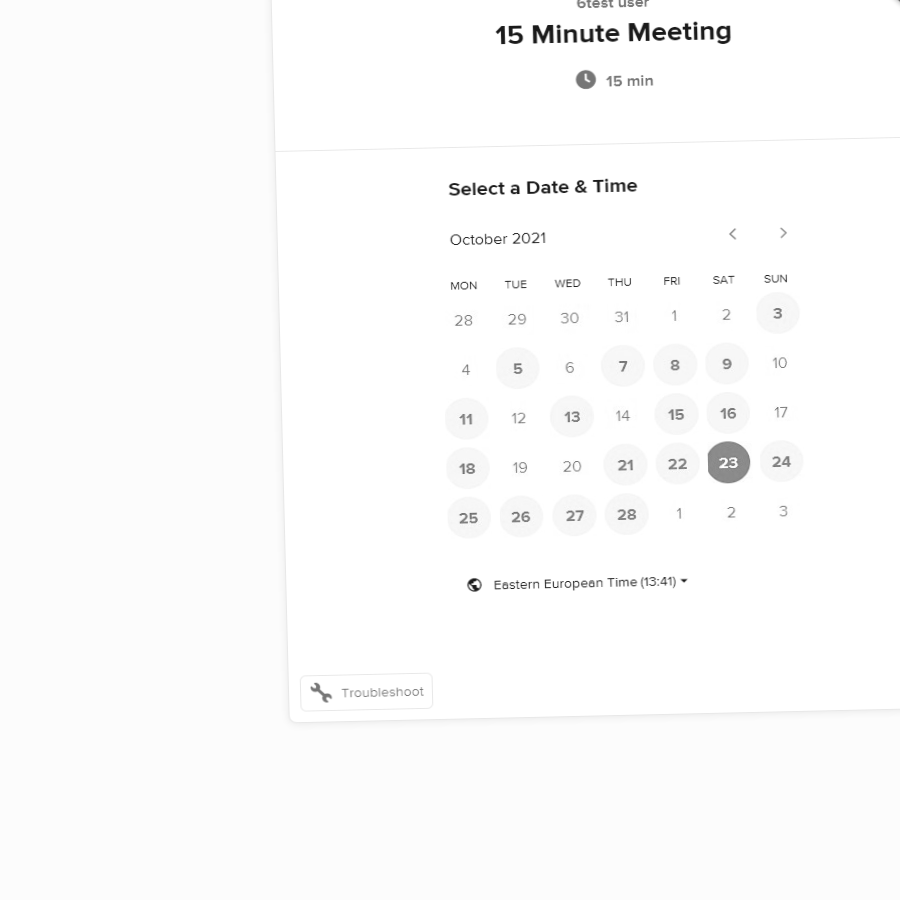 6test user
15 Minute Meeting
15 min
Select a Date & Time
October 2021
MON TUE WED THU FRI SAT SUN
28 29 30 31 1 2 3
4 5 6 7 8 9 10
11 12 13 14 15 16 17
18 19 20 21 22 23 24
25 26 27 28 1 2 3
Eastern European Time (13:41)
Troubleshoot